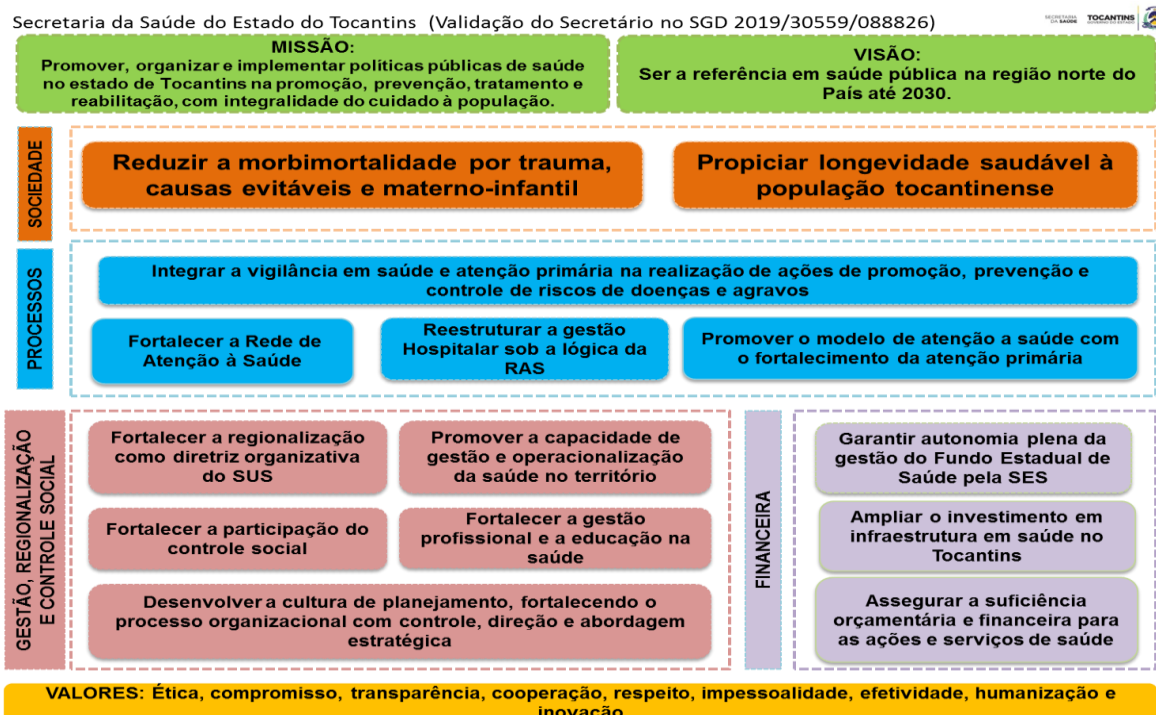 Secretaria da Saúde do Estado do Tocantins (Validação do Secretário no SGD 2019/30559/088826)
SECRETARIA
DA SAÚDE
TOCANTINS
GOVERNO DO ESTADO
MISSÃO:
Promover, organizar e implementar políticas públicas de saúde
no estado de Tocantins na promoção, prevenção, tratamento e
reabilitação, com integralidade do cuidado à população.
VISÃO:
Ser a referência em saúde pública na região norte do
País até 2030.
SOCIEDADE
Reduzir a morbimortalidade por trauma,
causas evitáveis e materno-infantil
Propiciar longevidade saudável à
população tocantinense
PROCESSOS
Integrar a vigilância em saúde e atenção primária na realização de ações de promoção, prevenção e
controle de riscos de doenças e agravos
Fortalecer a Rede de
Atenção à Saúde
Reestruturar a gestão
Hospitalar sob a lógica da
RAS
Promover o modelo de atenção a saúde com
o fortalecimento da atenção primária
GESTÃO, REGIONALIZAÇÃO
E CONTROLE SOCIAL
Fortalecer a regionalização
como diretriz organizativa
do SUS
Promover a capacidade de
gestão e operacionalização
da saúde no território
Fortalecer a participação do
controle social
Fortalecer a gestão
profissional e a educação na
saúde
Desenvolver a cultura de planejamento, fortalecendo o
processo organizacional com controle, direção e abordagem
estratégica
FINANCEIRA
Garantir autonomia plena da
gestão do Fundo Estadual de
Saúde pela SES
Ampliar o investimento em
infraestrutura em saúde no
Tocantins
Assegurar a suficiência
orçamentária e financeira para
as ações e serviços de saúde
VALORES: Ética, compromisso, transparência, cooperação, respeito, impessoalidade, efetividade, humanização e
inovação